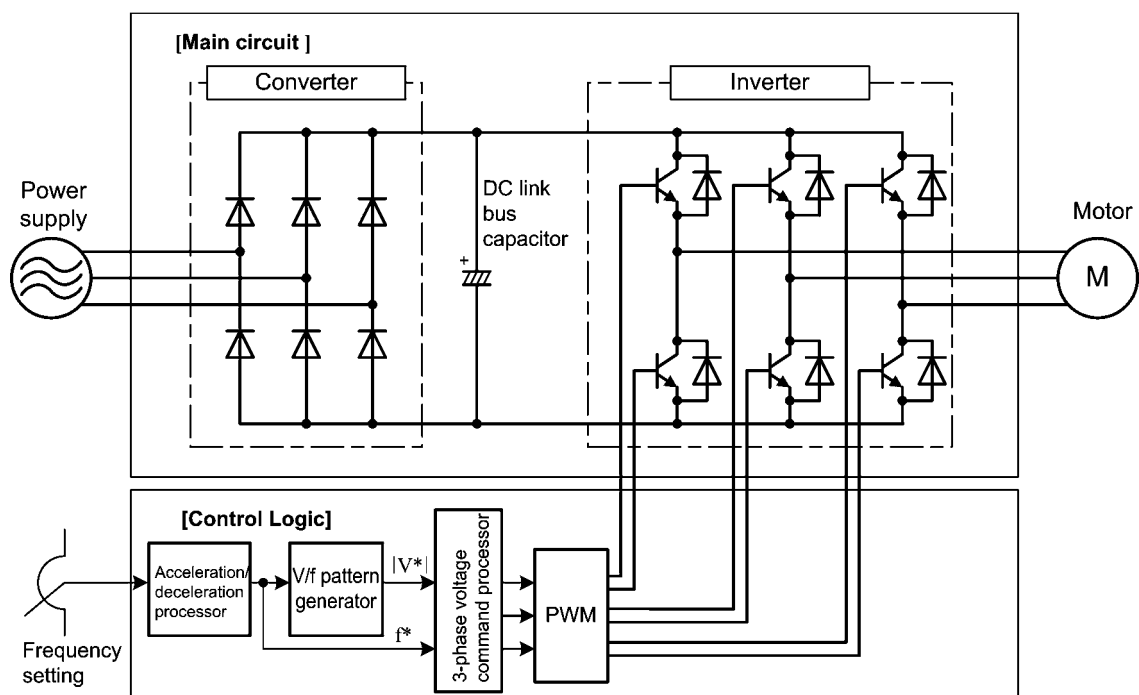 [Main circuit ]
Converter
Inverter
Power
supply
DC link
bus
capacitor
+
Motor
M
[Control Logic]
Acceleration/
deceleration
processor
V/f pattern
generator
|V*|
f*
3-phase voltage
command processor
PWM
Frequency
setting